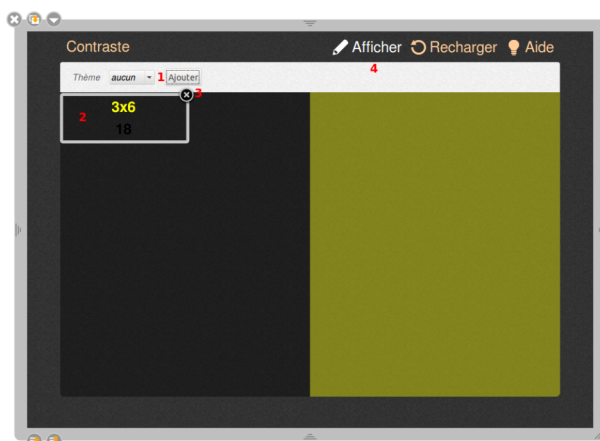 Contraste Afficher Recharger Aide
4
Thème aucun 1 Ajouter
3
3x6
2
18